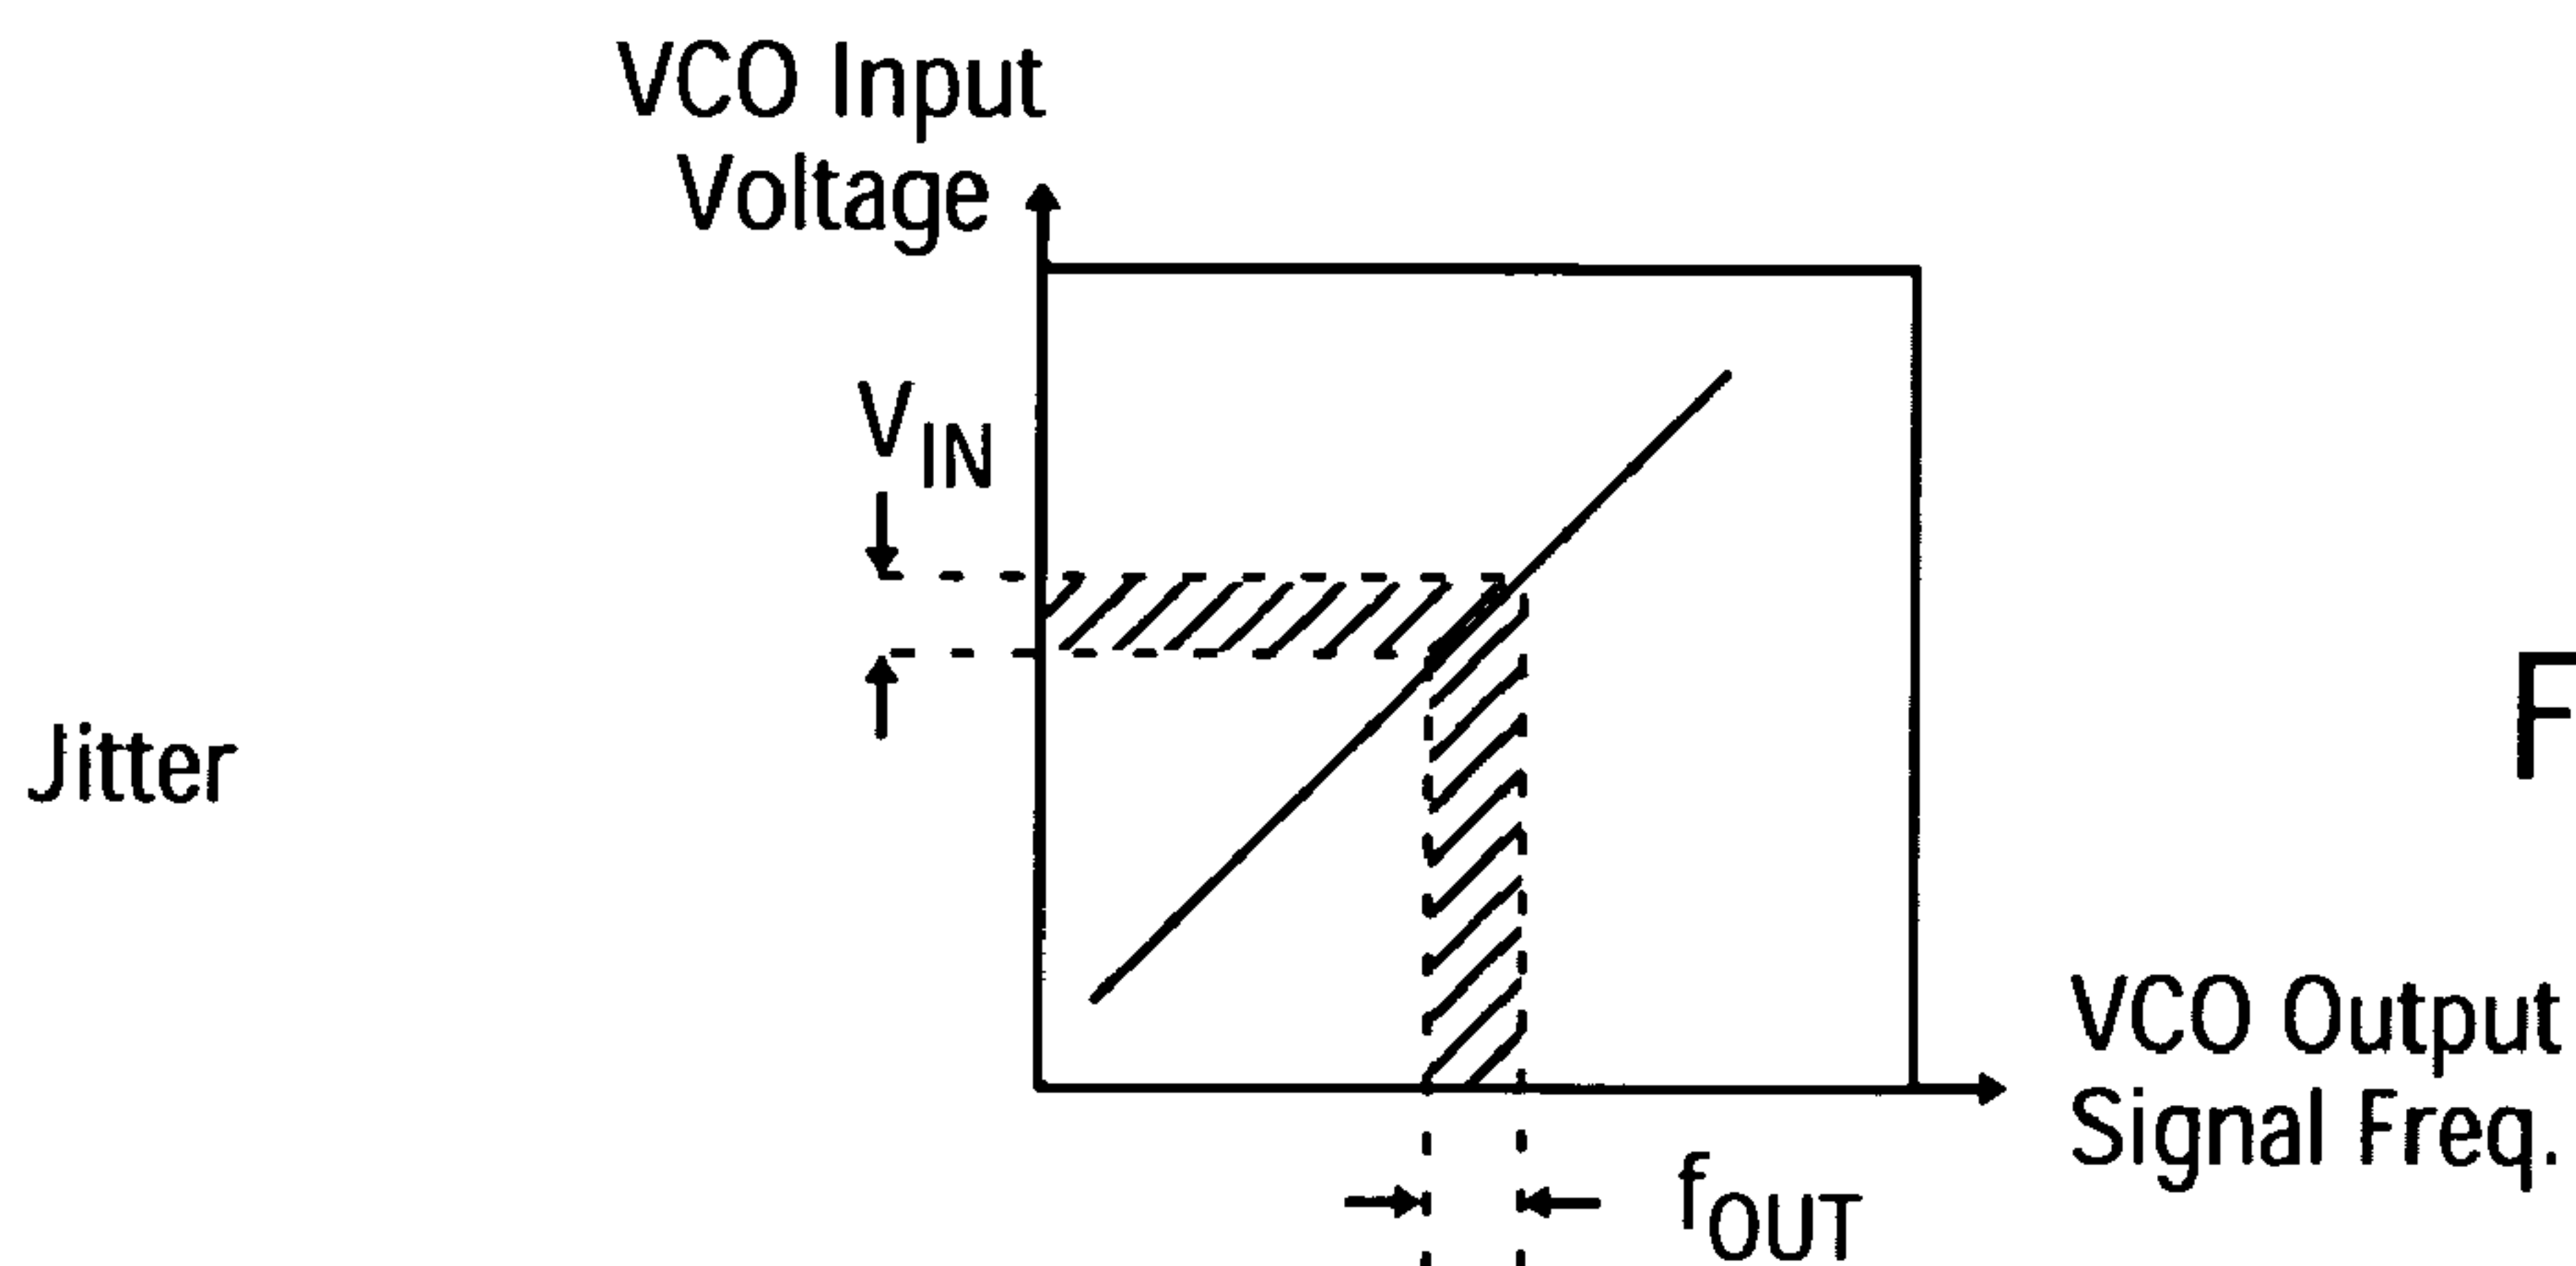 VCO Input
Voltage
VIN
Jitter
F
VCO Output
Signal Freq.
fOUT